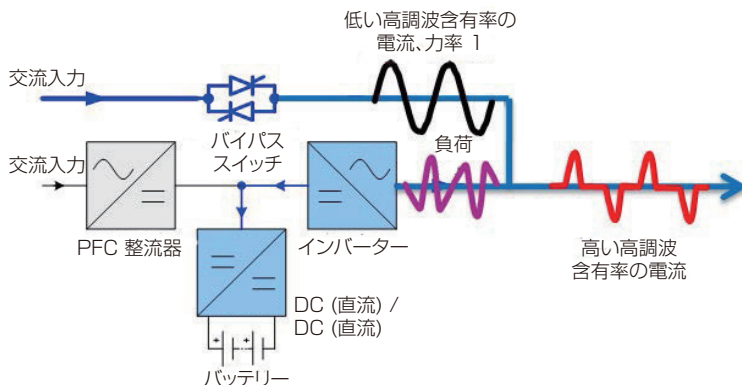 低い高調波含有率の
電流、力率 1
交流入力
バイパス
スイッチ
負荷
交流入力
PFC 整流器
インバーター
高い高調波
含有率の電流
DC (直流) /
DC (直流)
+ +
バッテリー